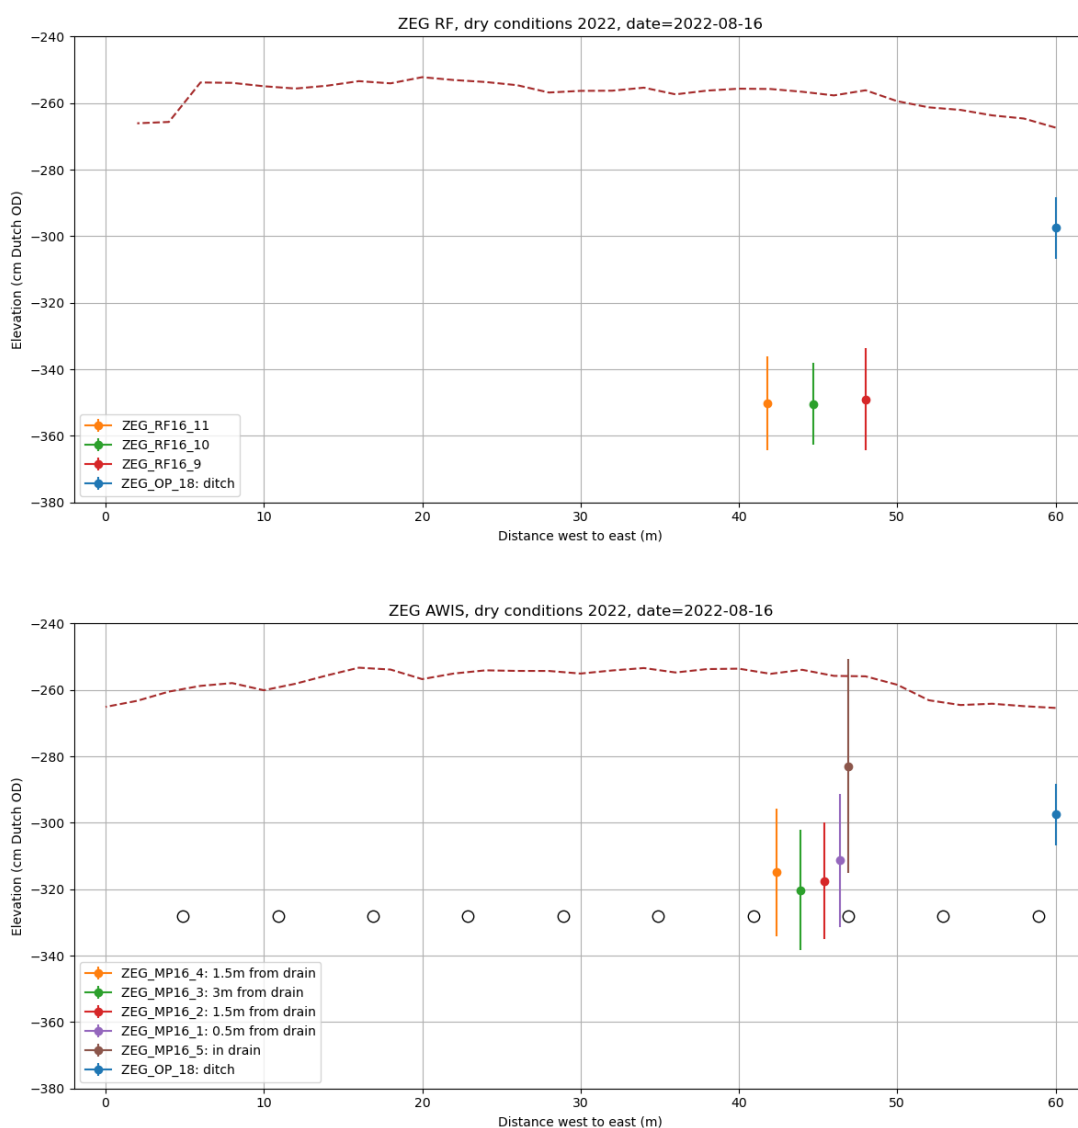 ZEG RF, dry conditions 2022, date=2022-08-16
Elevation (cm Dutch OD)
−240
−260
−280
−300
−320
−340
−360
−380
ZEG_RF16_11
ZEG_RF16_10
ZEG_RF16_9
ZEG_OP_18: ditch
0 10 20 30 40 50 60
Distance west to east (m)
ZEG AWIS, dry conditions 2022, date=2022-08-16
Elevation (cm Dutch OD)
−240
−260
−280
−300
−320
−340
−360
−380
ZEG_MP16_4: 1.5m from drain
ZEG_MP16_3: 3m from drain
ZEG_MP16_2: 1.5m from drain
ZEG_MP16_1: 0.5m from drain
ZEG_MP16_5: in drain
ZEG_OP_18: ditch
0 10 20 30 40 50 60
Distance west to east (m)